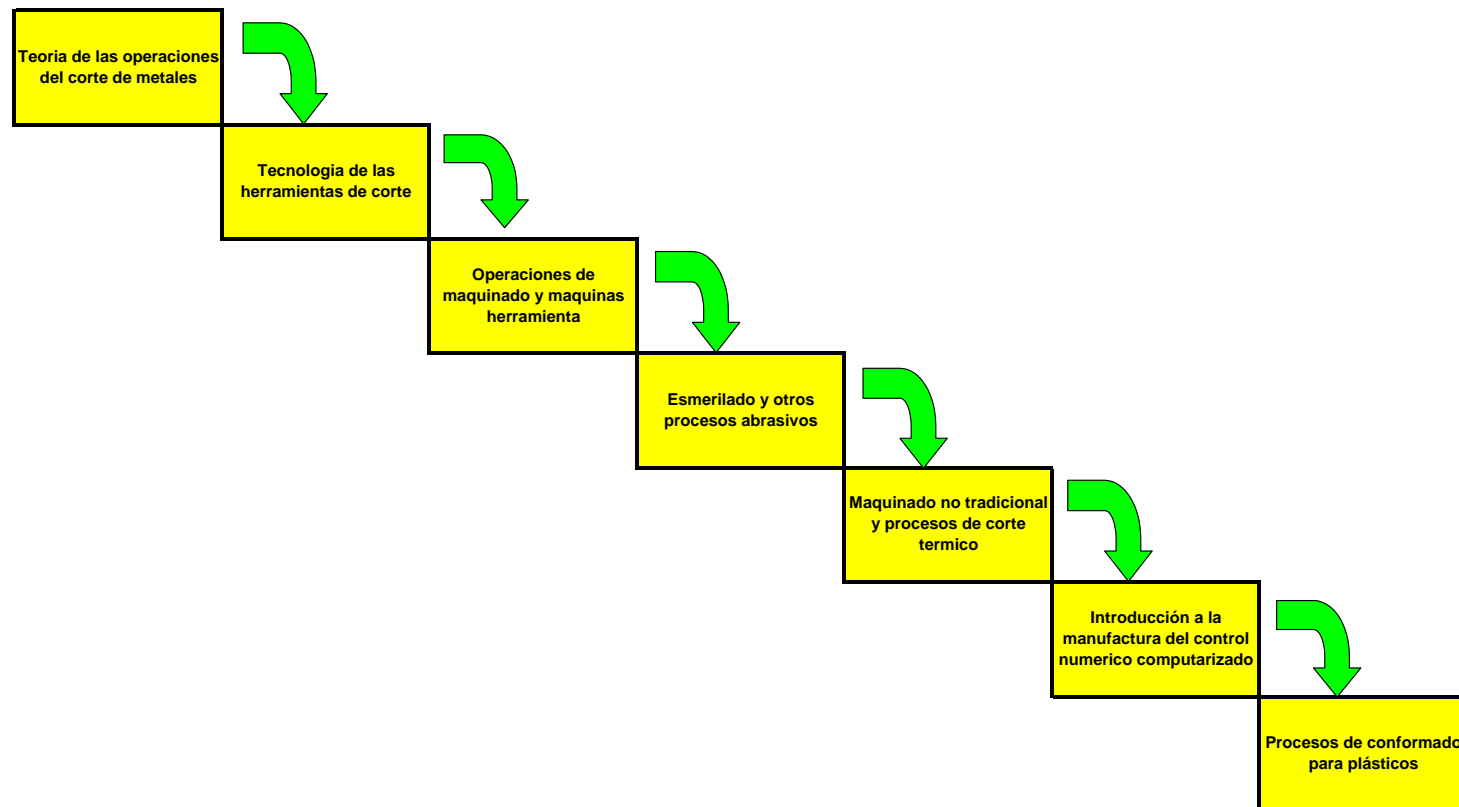 Teoria de las operaciones
del corte de metales
Tecnologia de las
herramientas de corte
Operaciones de
maquinado y maquinas
herramienta
Esmerilado y otros
procesos abrasivos
Maquinado no tradicional
y procesos de corte
termico
Introducción a la
manufactura del control
numerico computarizado
Procesos de conformado
para plásticos